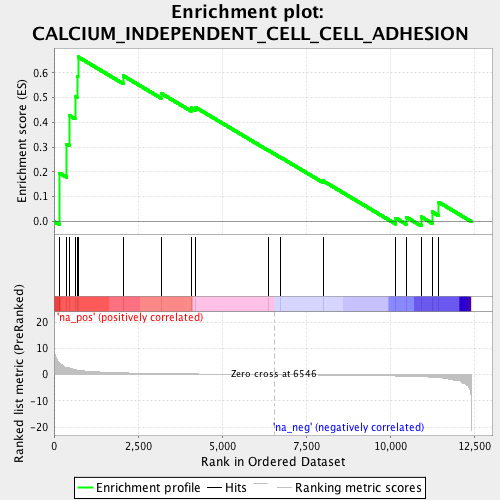 Enrichment plot:
CALCIUM_INDEPENDENT_CELL_CELL_ADHESION
Enrichment score (ES)
0.6
0.5
0.4
0.3
0.2
0.1
0.0
'na_pos' (positively correlated)
Ranked list metric (PreRanked)
20
10
0
-10
-20
Zero cross at 6546
'na_neg' (negatively correlated)
0
2,500
5,000
7,500
10,000
12,500
Rank in Ordered Dataset
Enrichment profile
Hits
Ranking metric scores